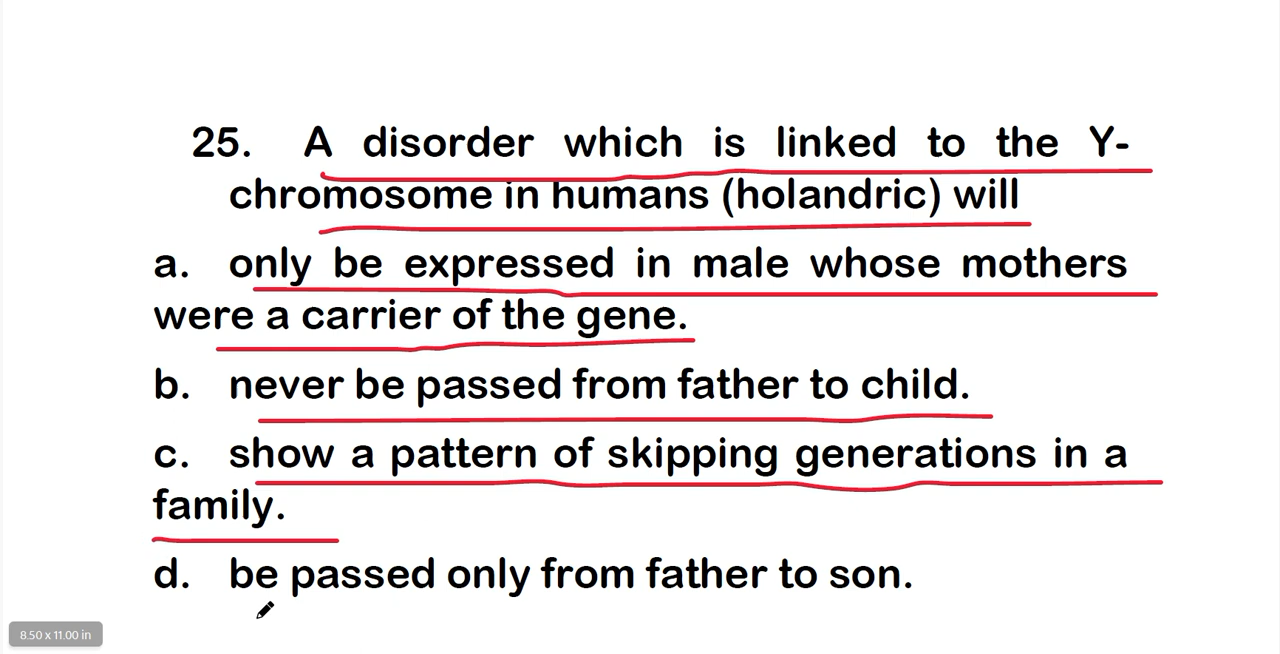 25. A disorder which is linked to the Y-
chromosome in humans (holandric) will
a. only be expressed in male whose mothers
were a carrier of the gene.
b. never be passed from father to child.
c. show a pattern of skipping generations in a
family.
d. be passed only from father to son.
8.50 x 11.00 in